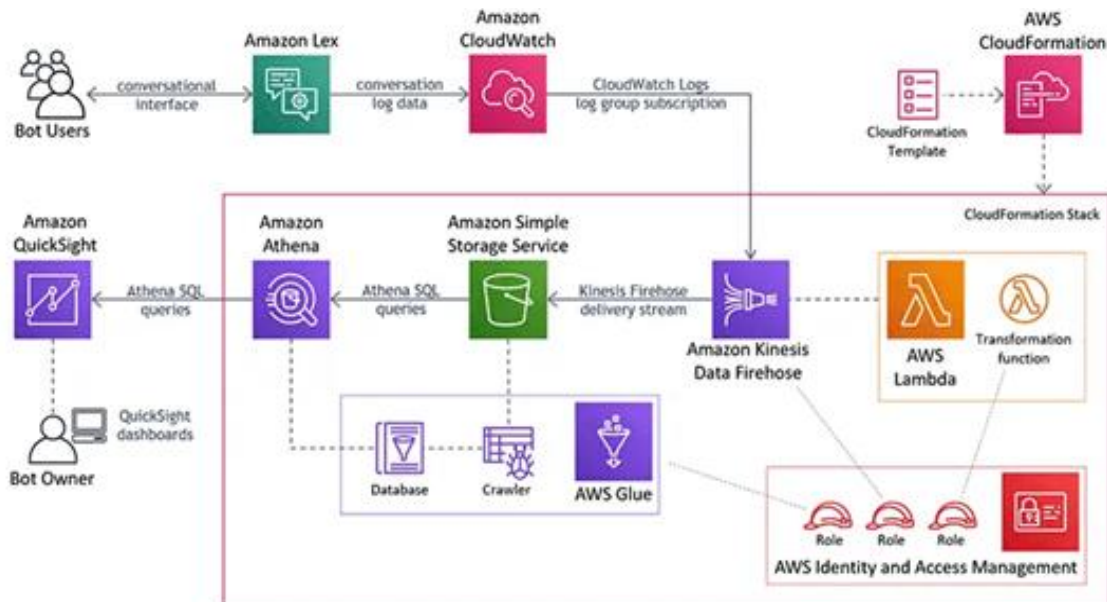 Amazon
CloudWatch
AWS
CloudFormation
Amazon Lex
conversational
interface
conversation
log data
CloudWatch Logs
log group subscription
Bot Users
CloudFormation
Template
CloudFormation Stack
Amazon
QuickSight
Amazon
Athena
Amazon Simple
Storage Service
Athena SQL
queries
Athena SQL
queries
Kinesis Firehose
delivery stream
Amazon Kinesis
Data Firehose
AWS
Lambda
Transformation
function
QuickSight
dashboards
Bot Owner
Database
Crawler
AWS Glue
Role
Role
Role
AWS Identity and Access Management